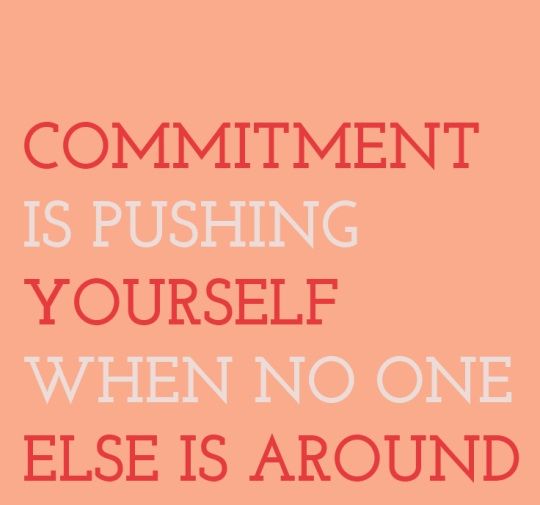 COMMITMENT
IS PUSHING
YOURSELF
WHEN NO ONE
ELSE IS AROUND